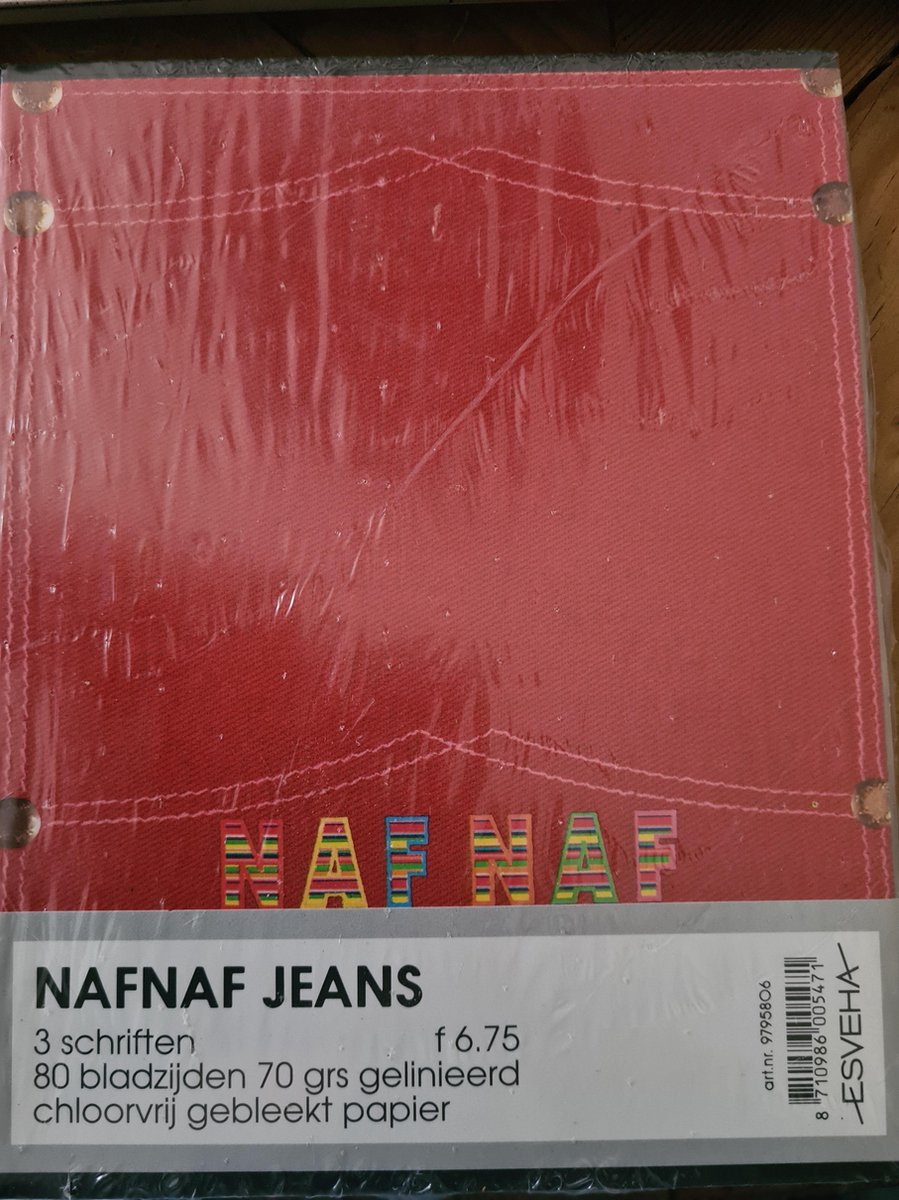 NAF NAF
NAFNAF JEANS
3 schriften f 6.75
80 bladzijden 70 grs gelinieerd
chloorvrij gebleekt papier
art.nr. 9795806
8 710986 005471
ESVEHA